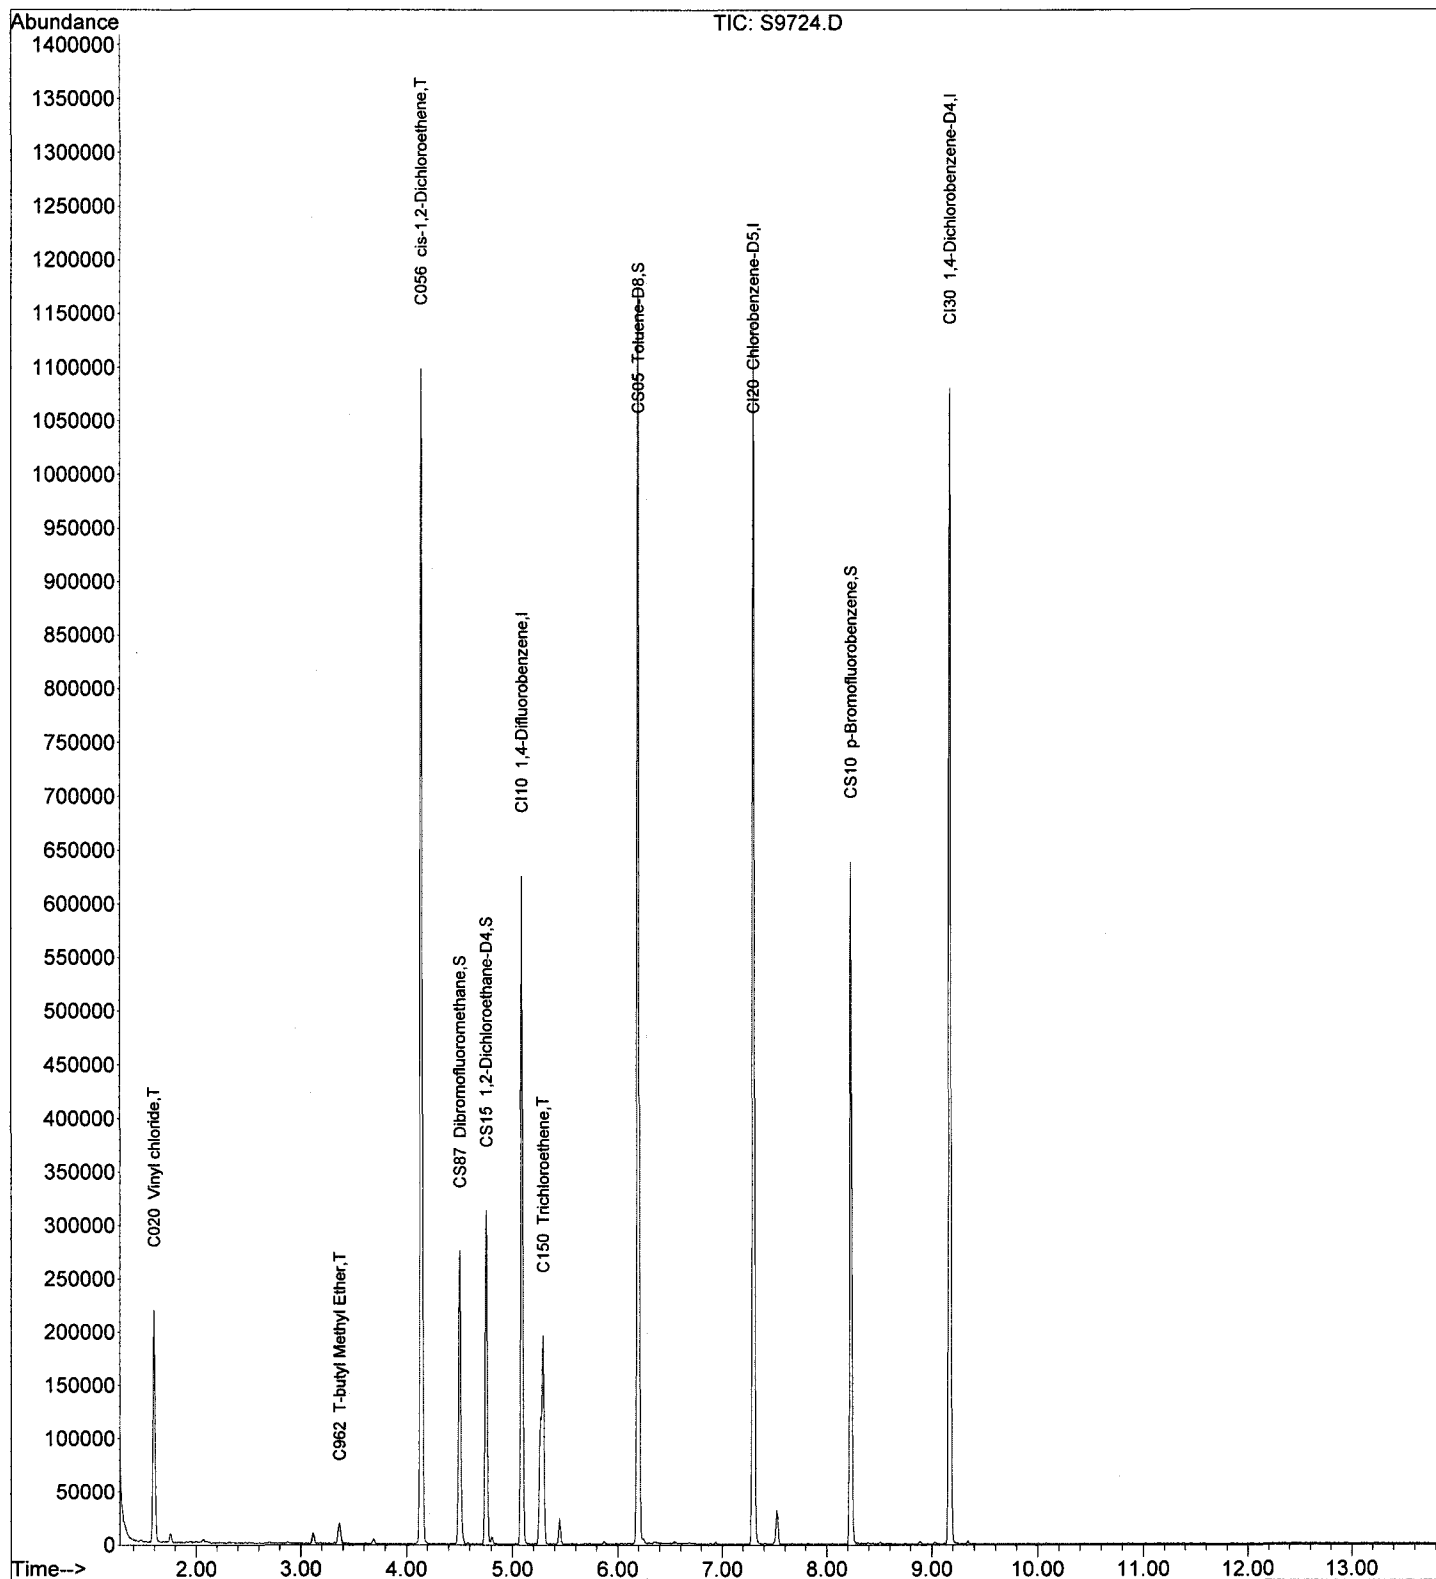 Abundance
TIC: S9724.D
1400000
1350000
1300000
1250000
1200000
1150000
1100000
1050000
1000000
950000
900000
850000
800000
750000
700000
650000
600000
550000
500000
450000
400000
350000
300000
250000
200000
150000
100000
50000
0
C020 Vinyl chloride,T
C962 T-butyl Methyl Ether,T
C056 cis-1,2-Dichloroethene,T
CS87 Dibromofluoromethane,S
CS15 1,2-Dichloroethane-D4,S
CI10 1,4-Difluorobenzene,I
C150 Trichloroethene,T
CS05 Toluene-D8,S
CI20 Chlorobenzene-D5,I
CS10 p-Bromofluorobenzene,S
CI30 1,4-Dichlorobenzene-D4,I
Time--> 2.00 3.00 4.00 5.00 6.00 7.00 8.00 9.00 10.00 11.00 12.00 13.00